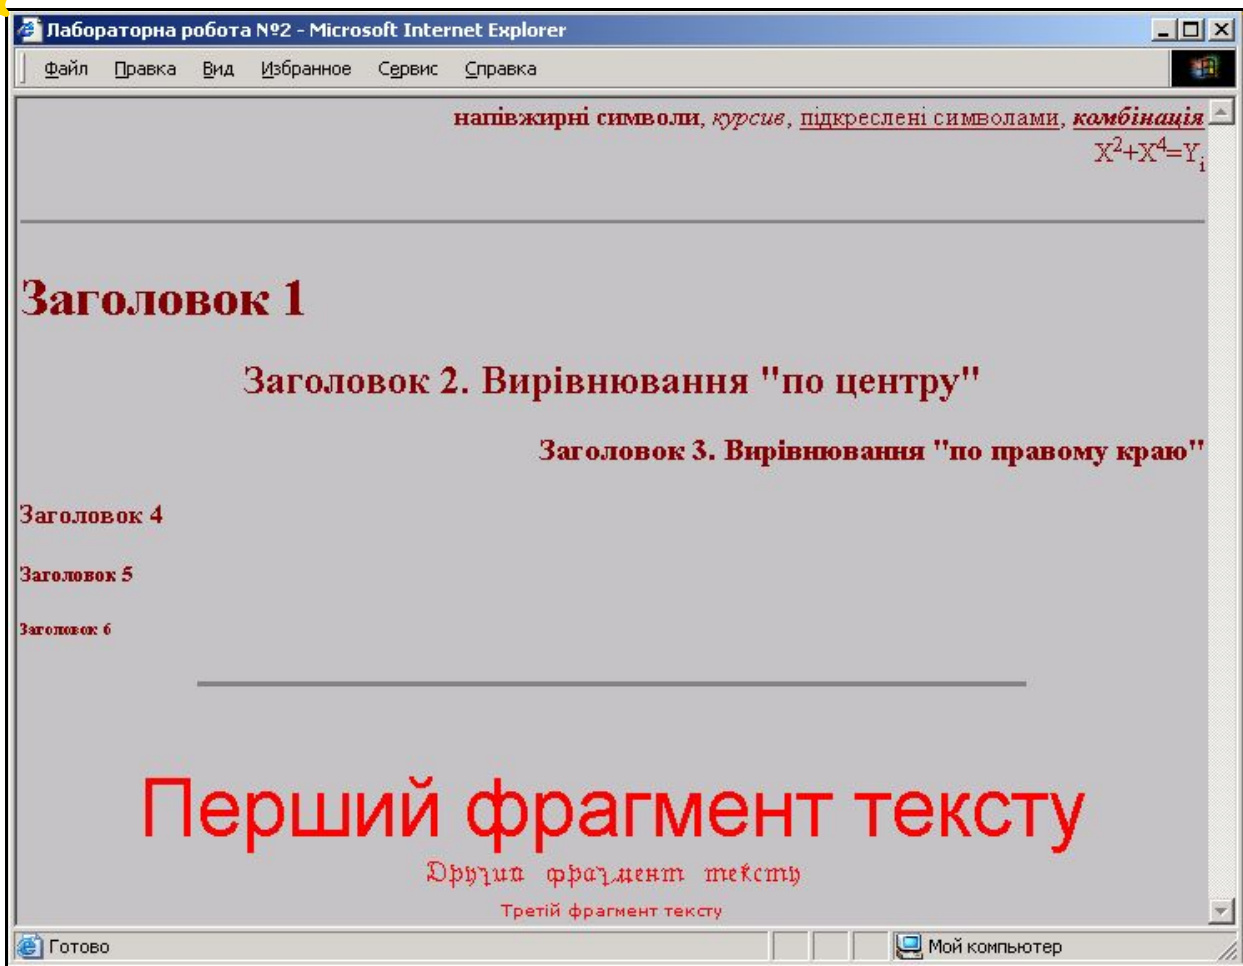 Лабораторна робота №2 - Microsoft Internet Explorer
Файл Правка Вид Избранное Сервис Справка
напівжирні символи, курсив, підкреслені символами, комбінація
X²+X⁴=Yᵢ
Заголовок 1
Заголовок 2. Вирівнювання "по центру"
Заголовок 3. Вирівнювання "по правому краю"
Заголовок 4
Заголовок 5
Заголовок 6
Перший фрагмент тексту
Другий фрагмент тексту
Третій фрагмент тексту
Готово Мой компьютер